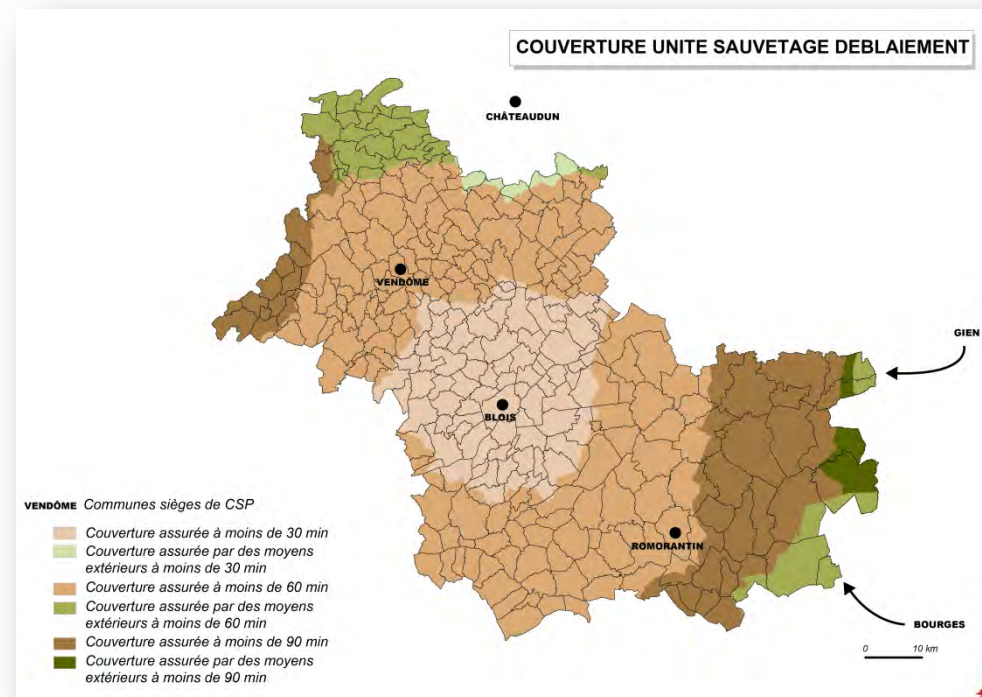 COUVERTURE UNITE SAUVETAGE DEBLAIEMENT
CHÂTEAUDUN
VENDÔME
GIEN
BLOIS
ROMORANTIN
BOURGES
0 10 km
VENDÔME Communes sièges de CSP
Couverture assurée à moins de 30 min
Couverture assurée par des moyens
extérieurs à moins de 30 min
Couverture assurée à moins de 60 min
Couverture assurée par des moyens
extérieurs à moins de 60 min
Couverture assurée à moins de 90 min
Couverture assurée par des moyens
extérieurs à moins de 90 min